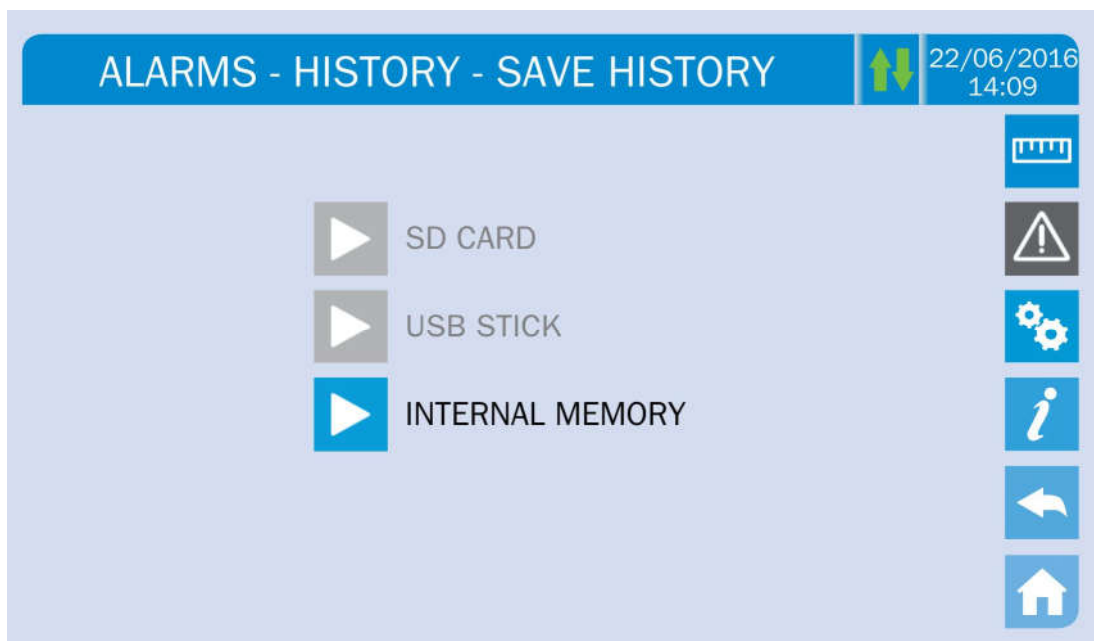 ALARMS - HISTORY - SAVE HISTORY
22/06/2016
14:09
SD CARD
USB STICK
INTERNAL MEMORY
i